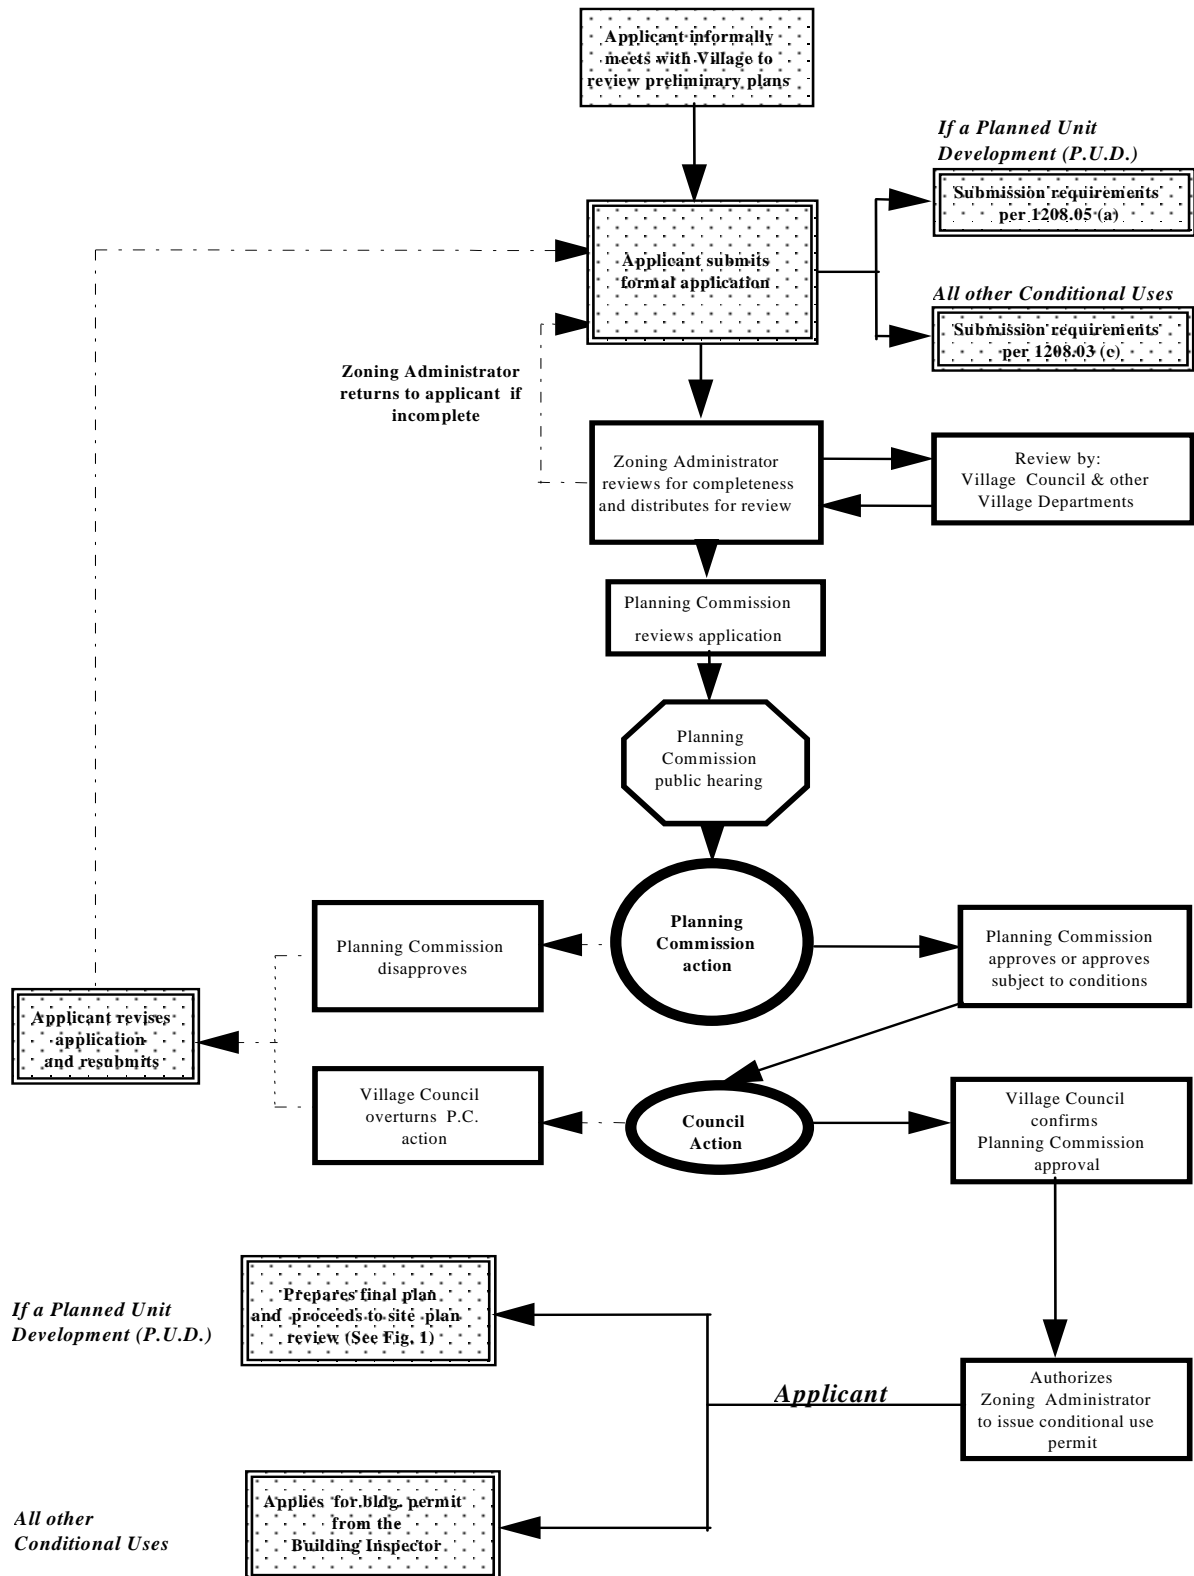 Applicant informally
meets with Village to
review preliminary plans
If a Planned Unit
Development (P.U.D.)
Submission requirements
per 1208.05 (a)
Applicant submits
formal application
All other Conditional Uses
Submission requirements
per 1208.03 (c)
Zoning Administrator
returns to applicant if
incomplete
Zoning Administrator
reviews for completeness
and distributes for review
Review by:
Village Council & other
Village Departments
Planning Commission
reviews application
Planning
Commission
public hearing
Planning
Commission
action
Planning Commission
disapproves
Planning Commission
approves or approves
subject to conditions
Applicant revises
application
and resubmits
Village Council
overturns P.C.
action
Council
Action
Village Council
confirms
Planning Commission
approval
If a Planned Unit
Development (P.U.D.)
Prepares final plan
and proceeds to site plan
review (See Fig. 1)
Applicant
Authorizes
Zoning Administrator
to issue conditional use
permit
All other
Conditional Uses
Applies for bldg. permit
from the
Building Inspector